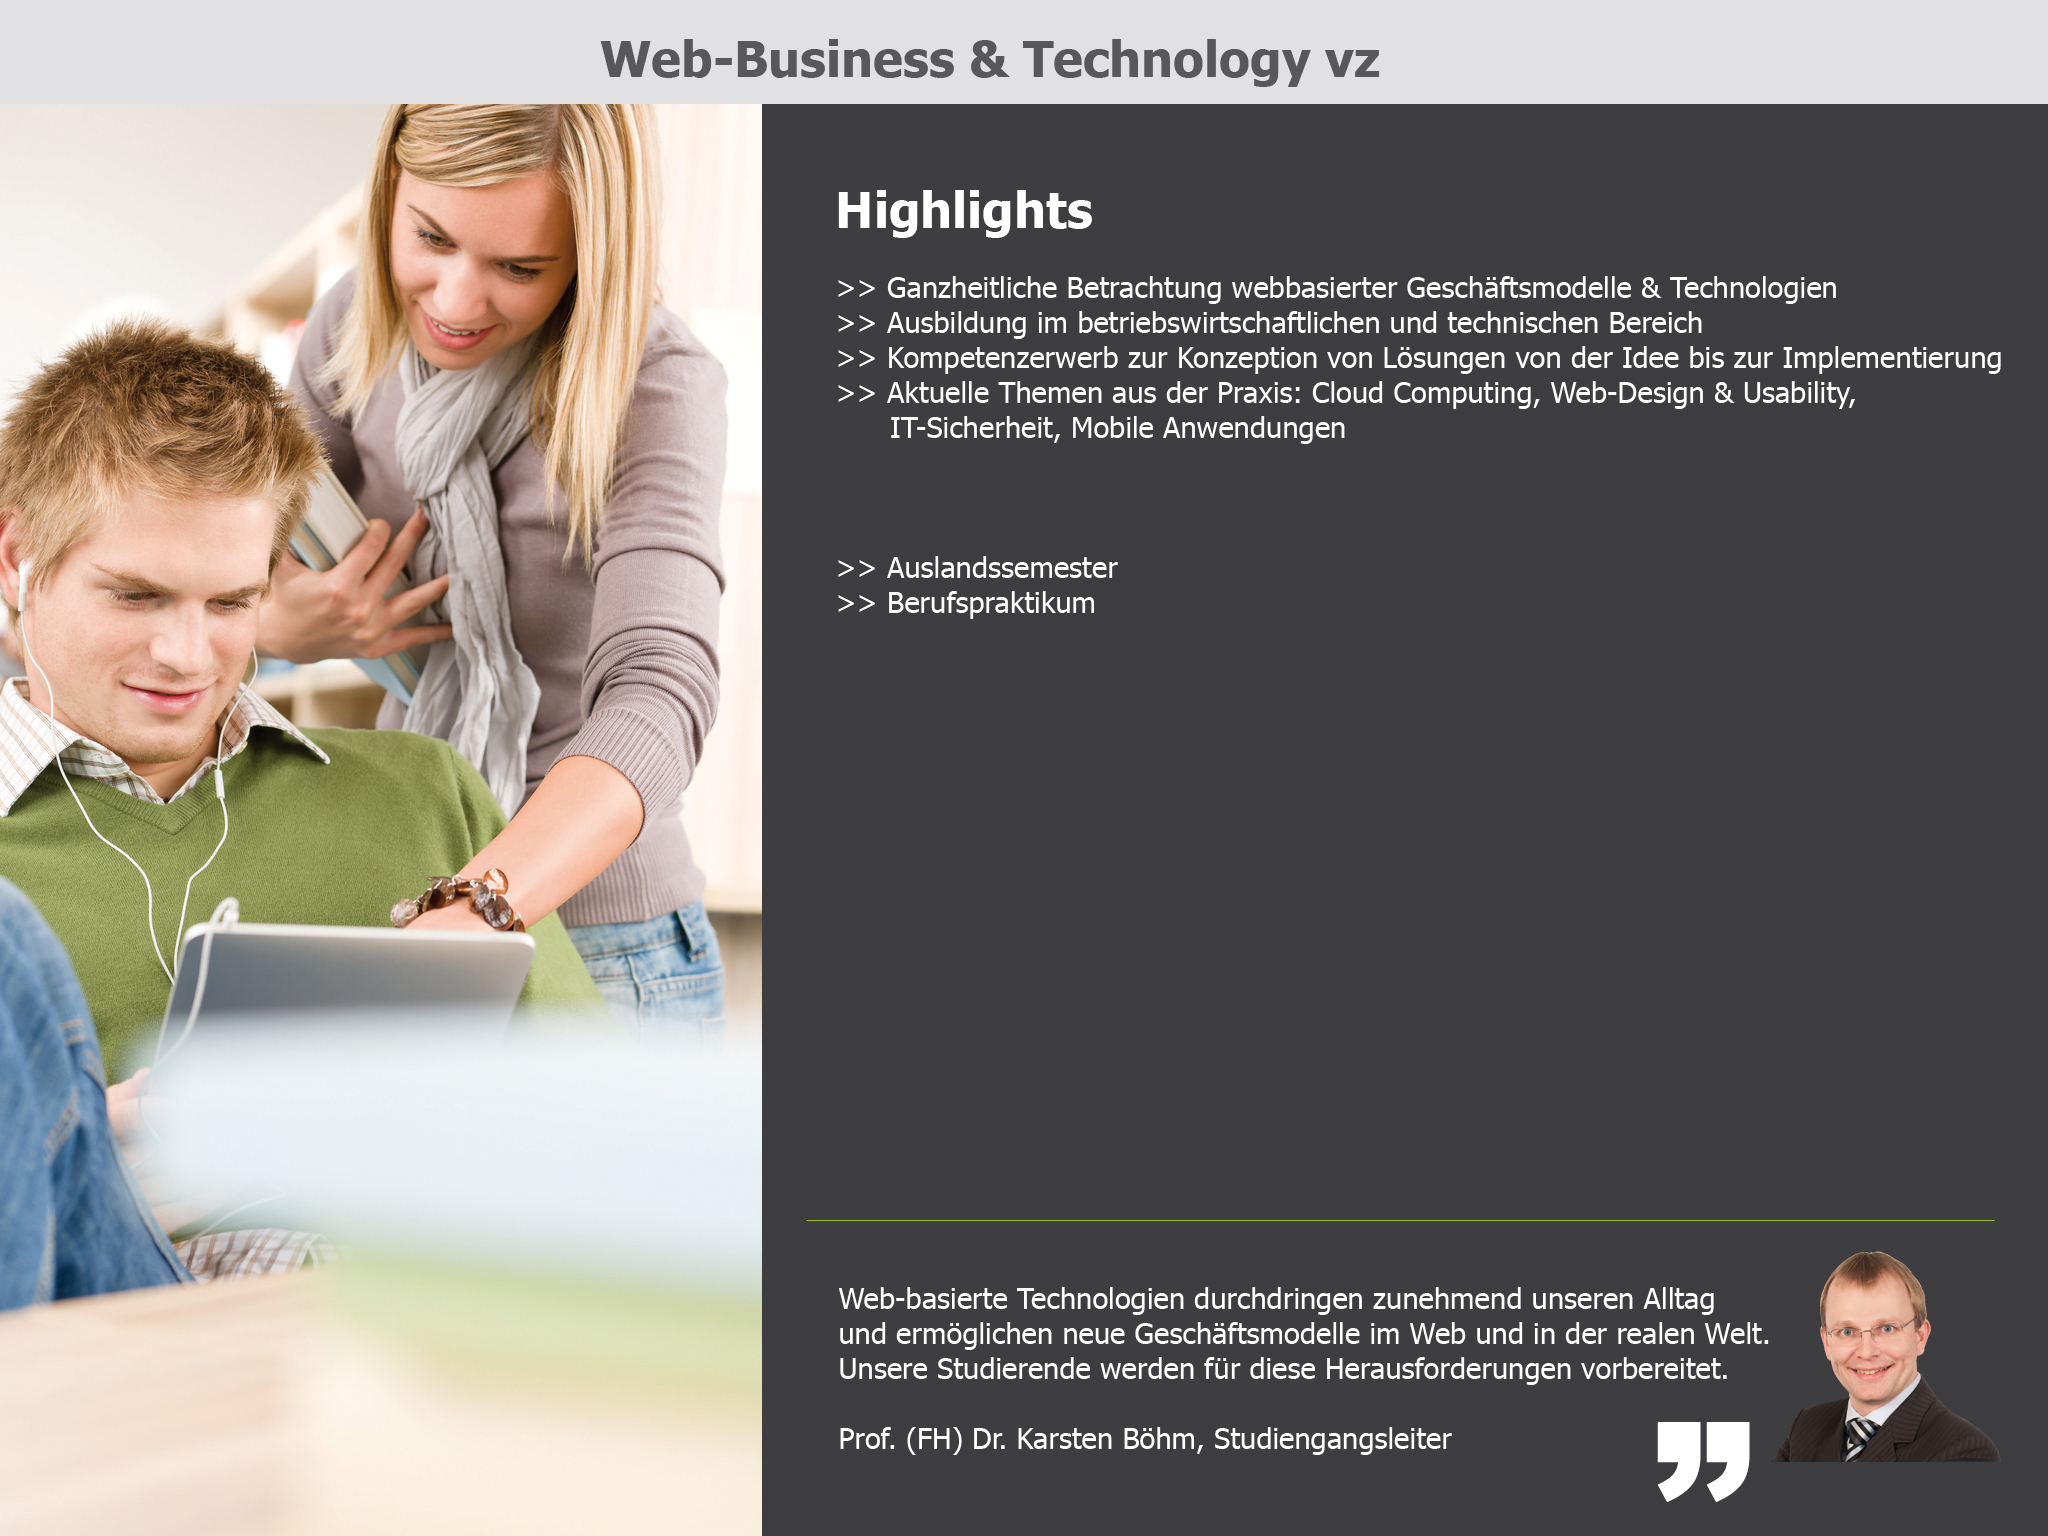 Web-Business & Technology vz
Highlights
>> Ganzheitliche Betrachtung webbasierter Geschäftsmodelle & Technologien
>> Ausbildung im betriebswirtschaftlichen und technischen Bereich
>> Kompetenzerwerb zur Konzeption von Lösungen von der Idee bis zur Implementierung
>> Aktuelle Themen aus der Praxis: Cloud Computing, Web-Design & Usability,
IT-Sicherheit, Mobile Anwendungen
>> Auslandssemester
>> Berufspraktikum
Web-basierte Technologien durchdringen zunehmend unseren Alltag
und ermöglichen neue Geschäftsmodelle im Web und in der realen Welt.
Unsere Studierende werden für diese Herausforderungen vorbereitet.
Prof. (FH) Dr. Karsten Böhm, Studiengangsleiter